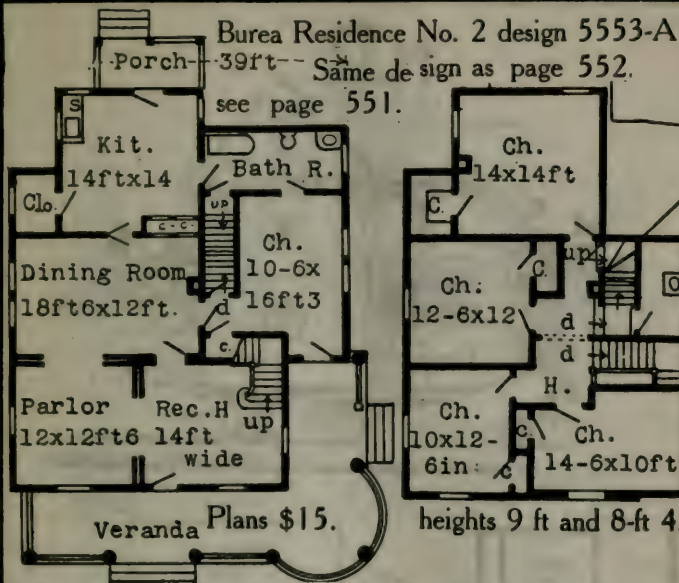 Burea Residence No. 2 design 5553-A
Porch 39ft Same design as page 552.
see page 551.
S
Kit.
14ftx14
Bath R.
Clo.
up
C-C-
Ch.
10-6x
16ft3
Dining Room
18ft6x12ft.
d
c.
Parlor
12x12ft6
Rec.H
14ft
wide
up
Veranda
Plans $15.
Ch.
14x14ft
C.
up
C.
Ch.
12-6x12
d
d
H.
Ch.
10x12-
6in
C.
C
Ch.
14-6x10ft
heights 9 ft and 8-ft 4